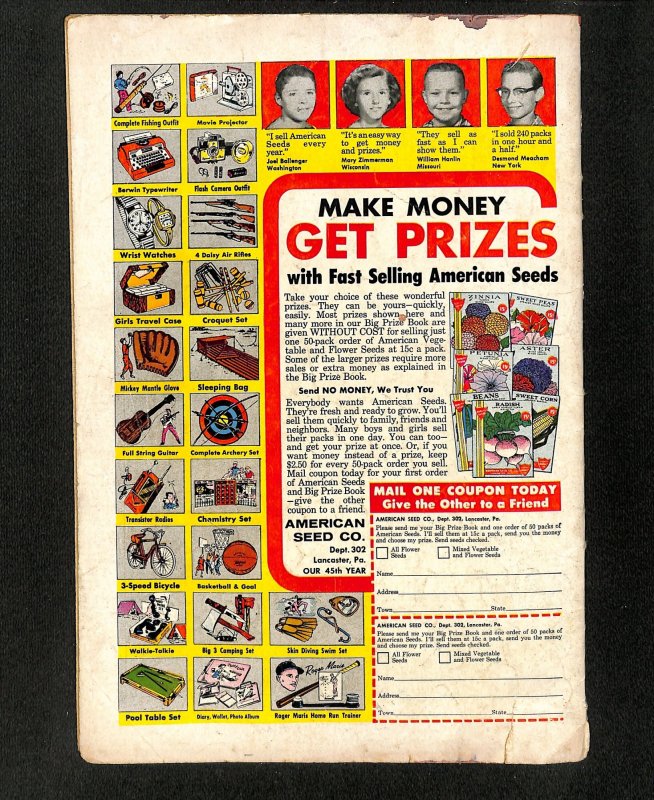 "I sell American
Seeds every
year."
Joel Ballenger
Washington
"It's an easy way
to get money
and prizes."
Mary Zimmerman
Wisconsin
"They sell as
fast as I can
show them."
William Hanlin
Missouri
"I sold 240 packs
in one hour and
a half."
Desmond Meacham
New York
Complete Fishing Outfit
Movie Projector
Berwin Typewriter
Flash Camera Outfit
Wrist Watches
4 Daisy Air Rifles
Girls Travel Case
Croquet Set
Mickey Mantle Glove
Sleeping Bag
Full String Guitar
Complete Archery Set
Transistor Radios
Chemistry Set
3-Speed Bicycle
Basketball & Goal
Walkie-Talkie
Big 3 Camping Set
Skin Diving Swim Set
Pool Table Set
Diary, Wallet, Photo Album
Roger Maris
Roger Maris Home Run Trainer
MAKE MONEY
GET PRIZES
with Fast Selling American Seeds
Take your choice of these wonderful
prizes. They can be yours—quickly,
easily. Most prizes shown here and
many more in our Big Prize Book are
given WITHOUT COST for selling just
one 50-pack order of American Vege-
table and Flower Seeds at 15c a pack.
Some of the larger prizes require more
sales or extra money as explained in
the Big Prize Book.
Send NO MONEY, We Trust You
Everybody wants American Seeds.
They're fresh and ready to grow. You'll
sell them quickly to family, friends and
neighbors. Many boys and girls sell
their packs in one day. You can too—
and get your prize at once. Or, if you
want money instead of a prize, keep
$2.50 for every 50-pack order you sell.
Mail coupon today for your first order
of American Seeds
and Big Prize Book
—give the other
coupon to a friend.
AMERICAN
SEED CO.
Dept. 302
Lancaster, Pa.
OUR 45th YEAR
ZINNIA
SWEET PEAS
PETUNIA
ASTER
BEANS
SWEET CORN
RADISH
MAIL ONE COUPON TODAY
Give the Other to a Friend
AMERICAN SEED CO., Dept. 302, Lancaster, Pa.
Please send me your Big Prize Book and one order of 50 packs of
American Seeds. I'll sell them at 15c a pack, send you the money
and choose my prize. Send seeds checked.
All Flower
Seeds
Mixed Vegetable
and Flower Seeds
Name
Address
Town State
AMERICAN SEED CO., Dept. 302, Lancaster, Pa.
Please send me your Big Prize Book and one order of 50 packs of
American Seeds. I'll sell them at 15c a pack, send you the money
and choose my prize. Send seeds checked.
All Flower
Seeds
Mixed Vegetable
and Flower Seeds
Name
Address
Town State